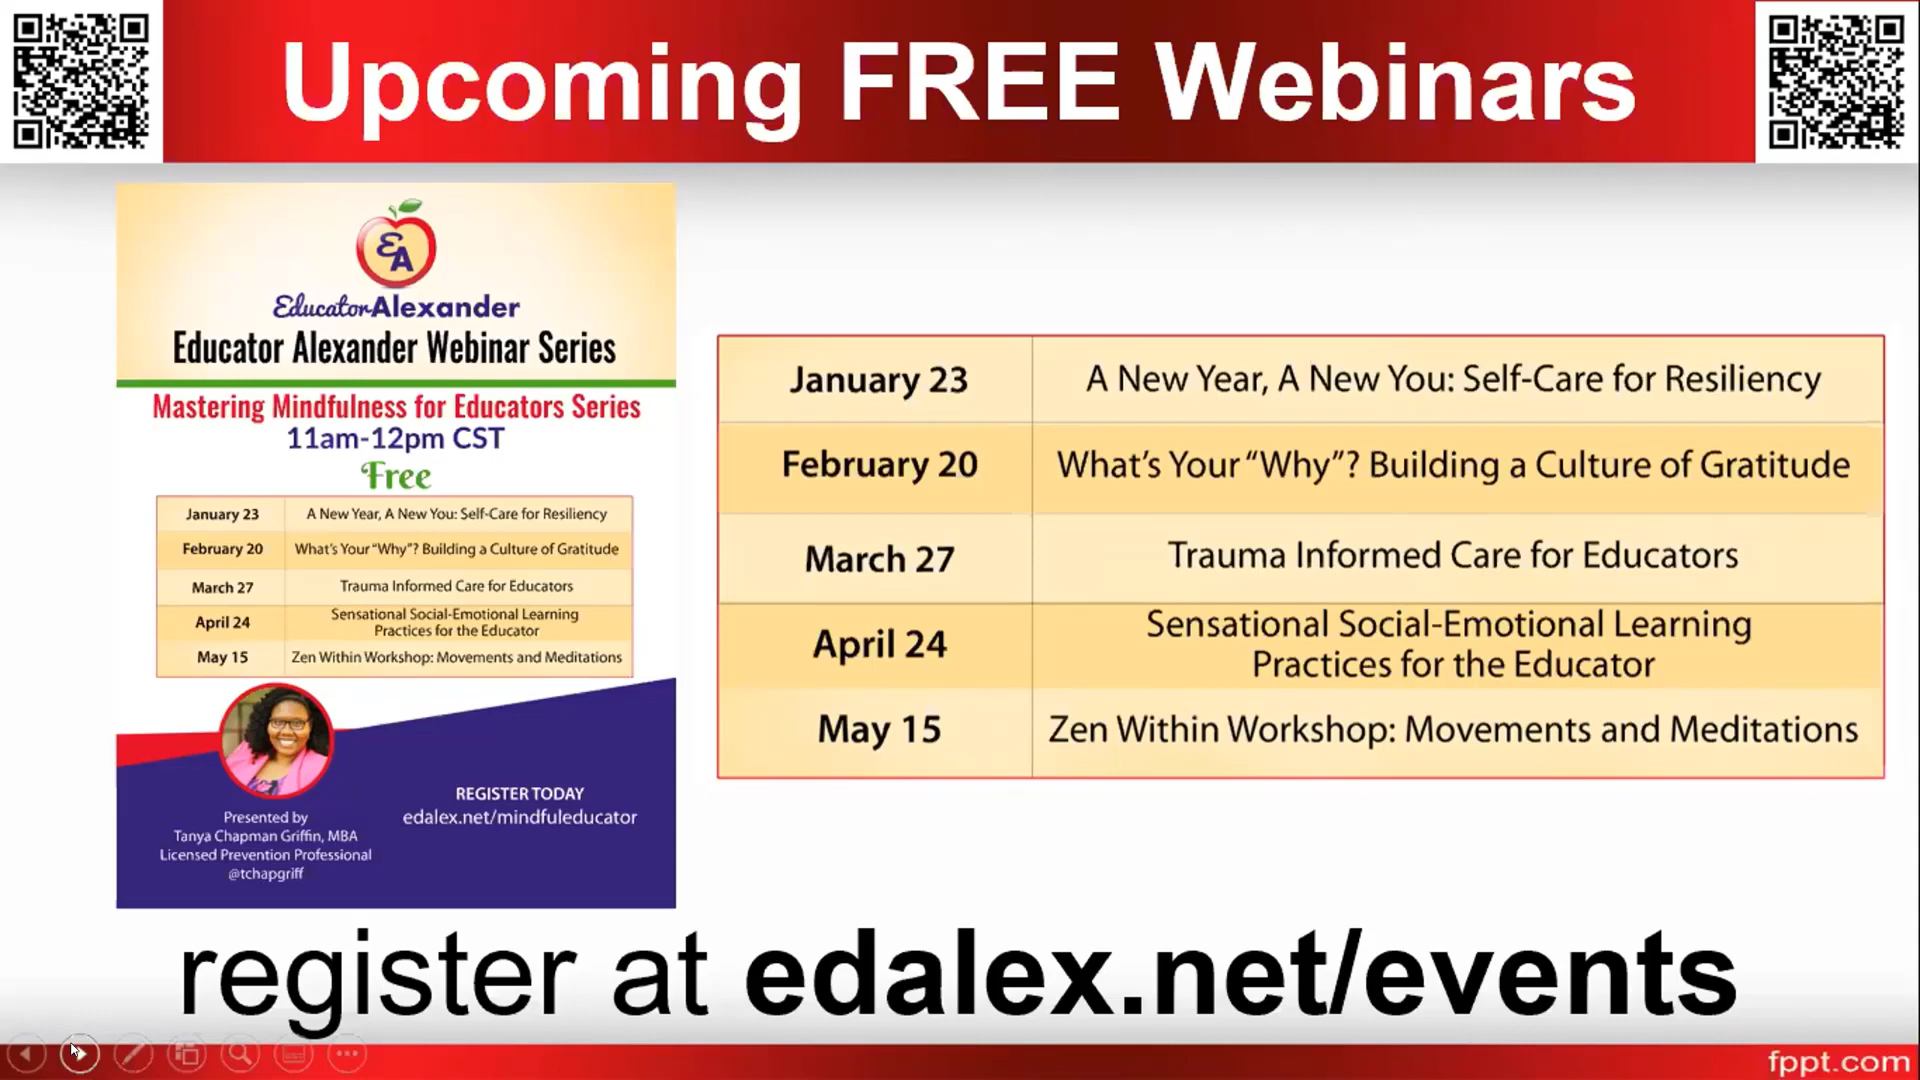 Upcoming FREE Webinars
EA
EducatorAlexander
Educator Alexander Webinar Series
Mastering Mindfulness for Educators Series
11am-12pm CST
Free
January 23 A New Year, A New You: Self-Care for Resiliency
February 20 What's Your “Why”? Building a Culture of Gratitude
March 27 Trauma Informed Care for Educators
April 24 Sensational Social-Emotional Learning
Practices for the Educator
May 15 Zen Within Workshop: Movements and Meditations
Presented by
Tanya Chapman Griffin, MBA
Licensed Prevention Professional
@tchapgriff
REGISTER TODAY
edalex.net/mindfuleducator
January 23 A New Year, A New You: Self-Care for Resiliency
February 20 What's Your “Why”? Building a Culture of Gratitude
March 27 Trauma Informed Care for Educators
April 24 Sensational Social-Emotional Learning
Practices for the Educator
May 15 Zen Within Workshop: Movements and Meditations
register at edalex.net/events
fppt.com